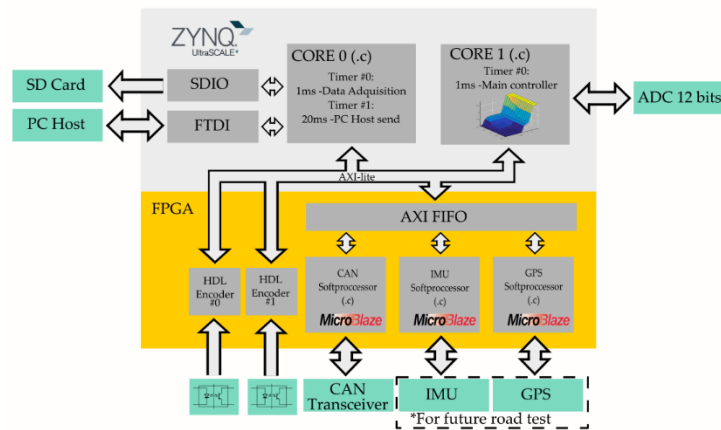 ZYNQ
UltraSCALE+
CORE 0 (.c)
Timer #0:
1ms -Data Adquisition
Timer #1:
20ms -PC Host send
CORE 1 (.c)
Timer #0:
1ms -Main controller
SD Card
SDIO
PC Host
FTDI
ADC 12 bits
AXI-lite
FPGA
AXI FIFO
HDL
Encoder
#0
HDL
Encoder
#1
CAN
Softproccessor
(.c)
MicroBlaze
IMU
Softproccessor
(.c)
MicroBlaze
GPS
Softproccessor
(.c)
MicroBlaze
CAN
Transceiver
IMU
GPS
*For future road test